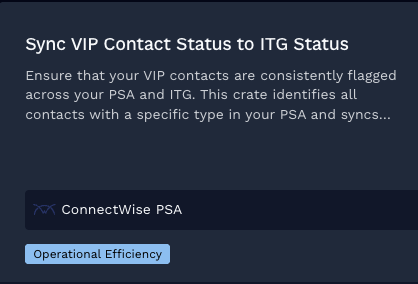 Sync VIP Contact Status to ITG Status
Ensure that your VIP contacts are consistently flagged
across your PSA and ITG. This crate identifies all
contacts with a specific type in your PSA and syncs...
ConnectWise PSA
Operational Efficiency